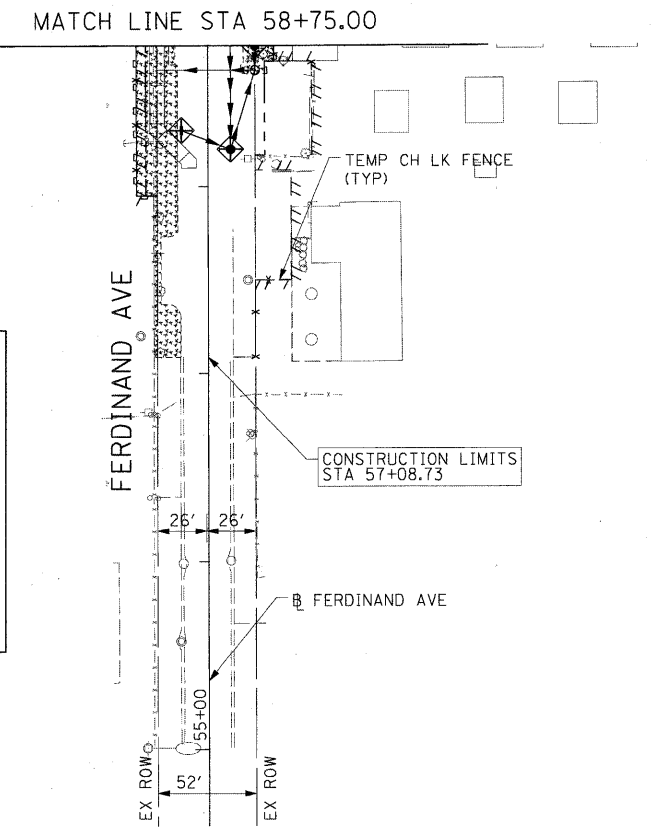 MATCH LINE STA 58+75.00
TEMP CH LK FENCE
(TYP)
FERDINAND AVE
CONSTRUCTION LIMITS
STA 57+08.73
26' 26'
℄ FERDINAND AVE
55+00
EX ROW
52'
EX ROW